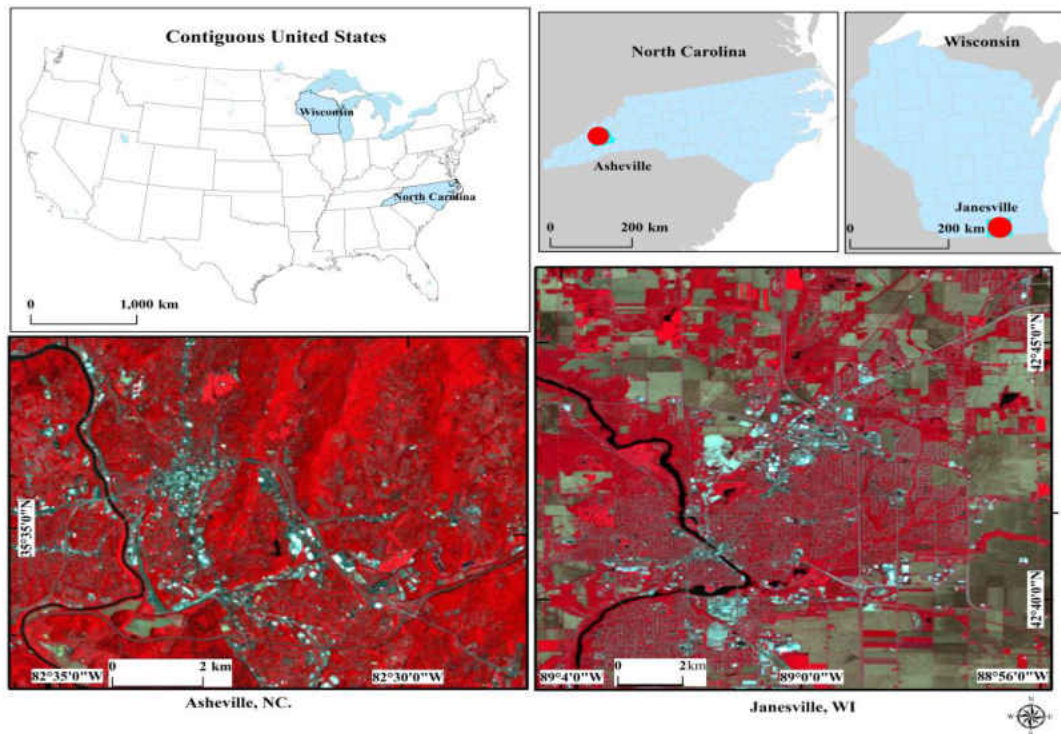 Contiguous United States
Wisconsin
North Carolina
0
1,000 km
North Carolina
Asheville
0
200 km
Wisconsin
Janesville
200 km
0
35°35'0"N
0
2 km
82°35'0"W
82°30'0"W
Asheville, NC.
42°45'0"N
42°40'0"N
0
2km
89°4'0"W
89°0'0"W
88°56'0"W
Janesville, WI
N
W
E
S